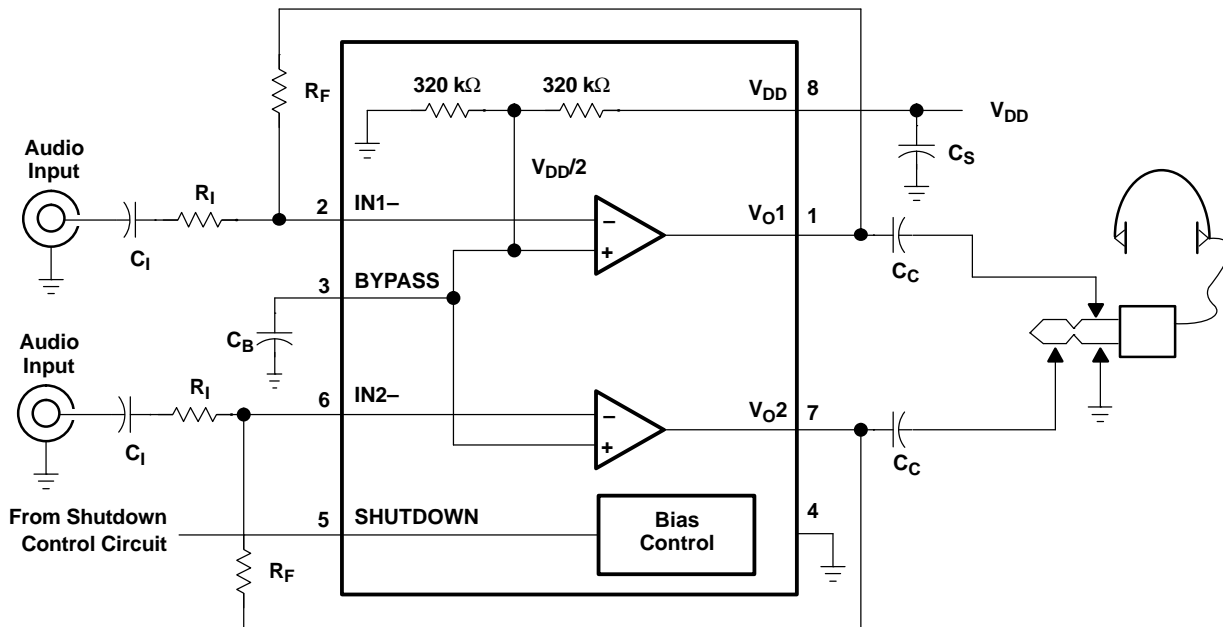 320 kΩ
320 kΩ
V_DD
8
V_DD
R_F
Audio
Input
C_S
V_DD/2
R_I
2
IN1–
–
V_O1
1
+
C_I
C_C
3
BYPASS
Audio
Input
C_B
R_I
6
IN2–
–
V_O2
7
+
C_I
C_C
From Shutdown
Control Circuit
5
SHUTDOWN
Bias
Control
4
R_F